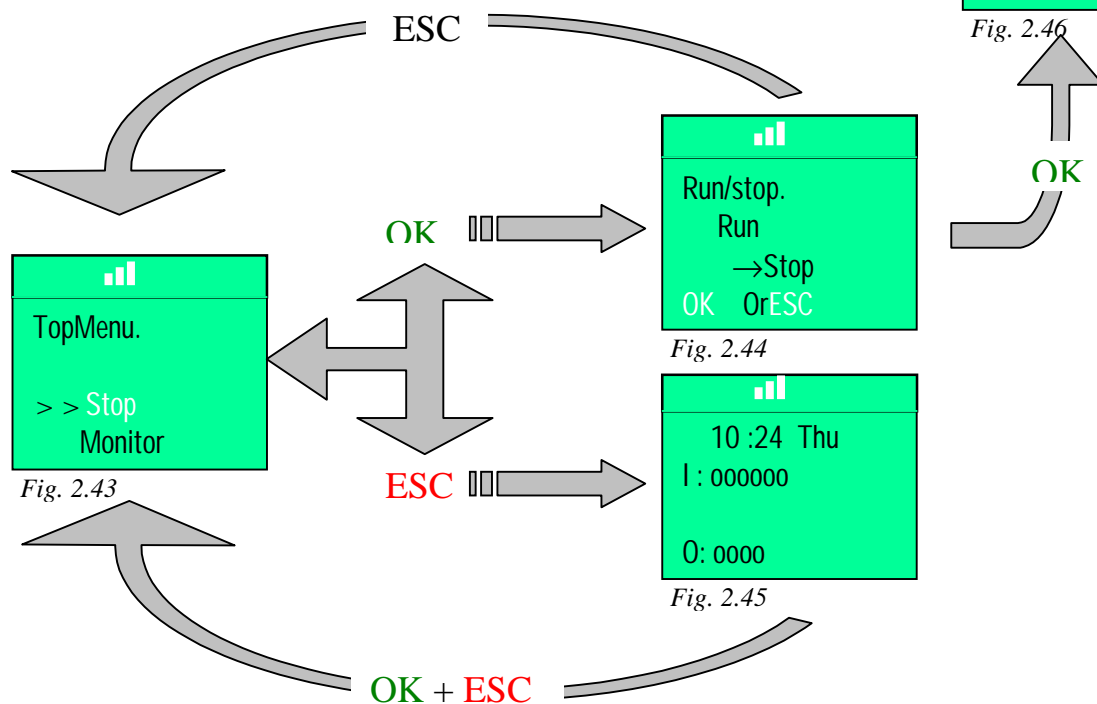 ESC
Fig. 2.46
OK
Run/stop.
Run
→Stop
OK OrESC
Fig. 2.44
OK
TopMenu.
> > Stop
Monitor
Fig. 2.43
ESC
10 :24 Thu
I : 000000
O: 0000
Fig. 2.45
OK + ESC